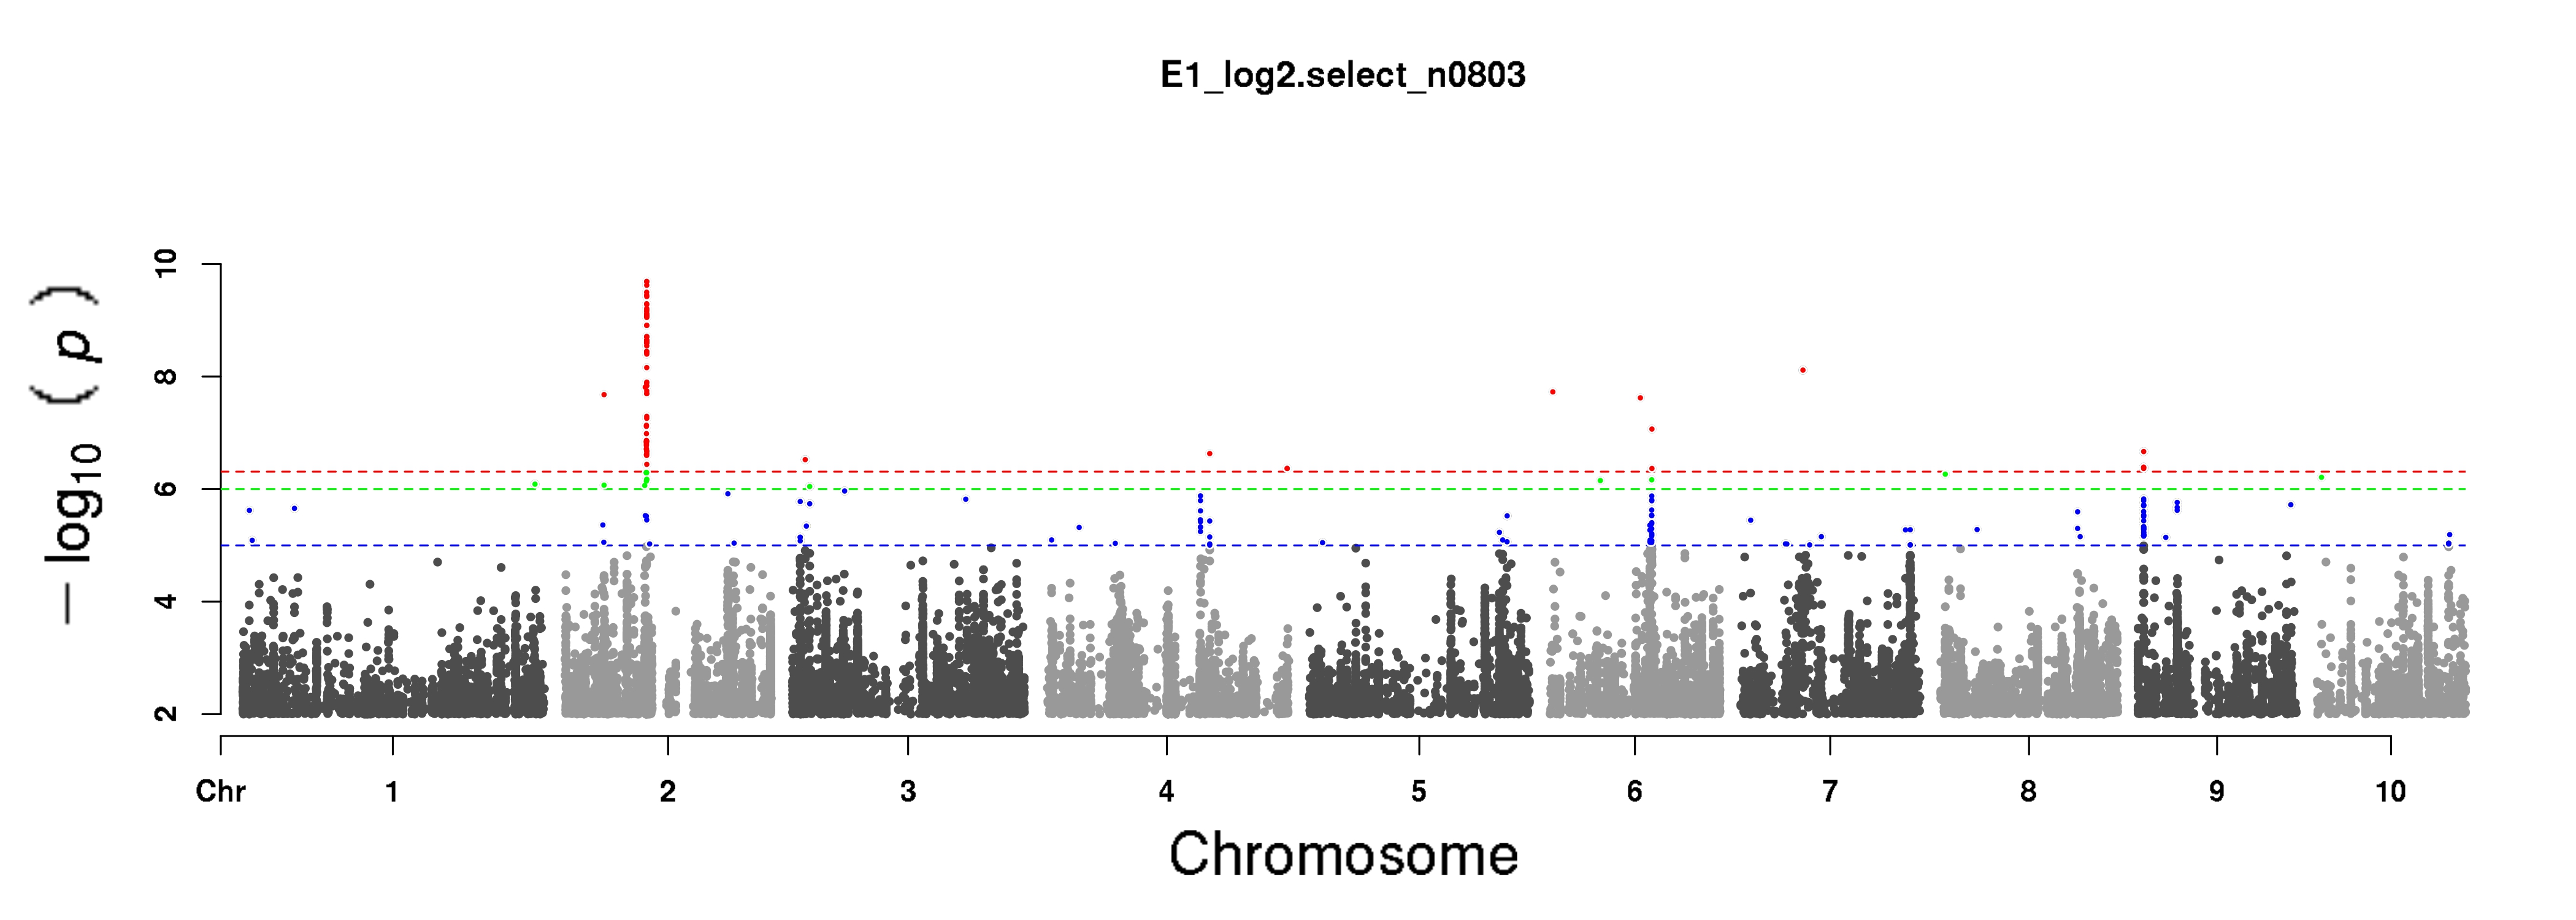 E1_log2.select_n0803
10
8
6
4
2
− log10 ( p )
Chr 1 2 3 4 5 6 7 8 9 10
Chromosome